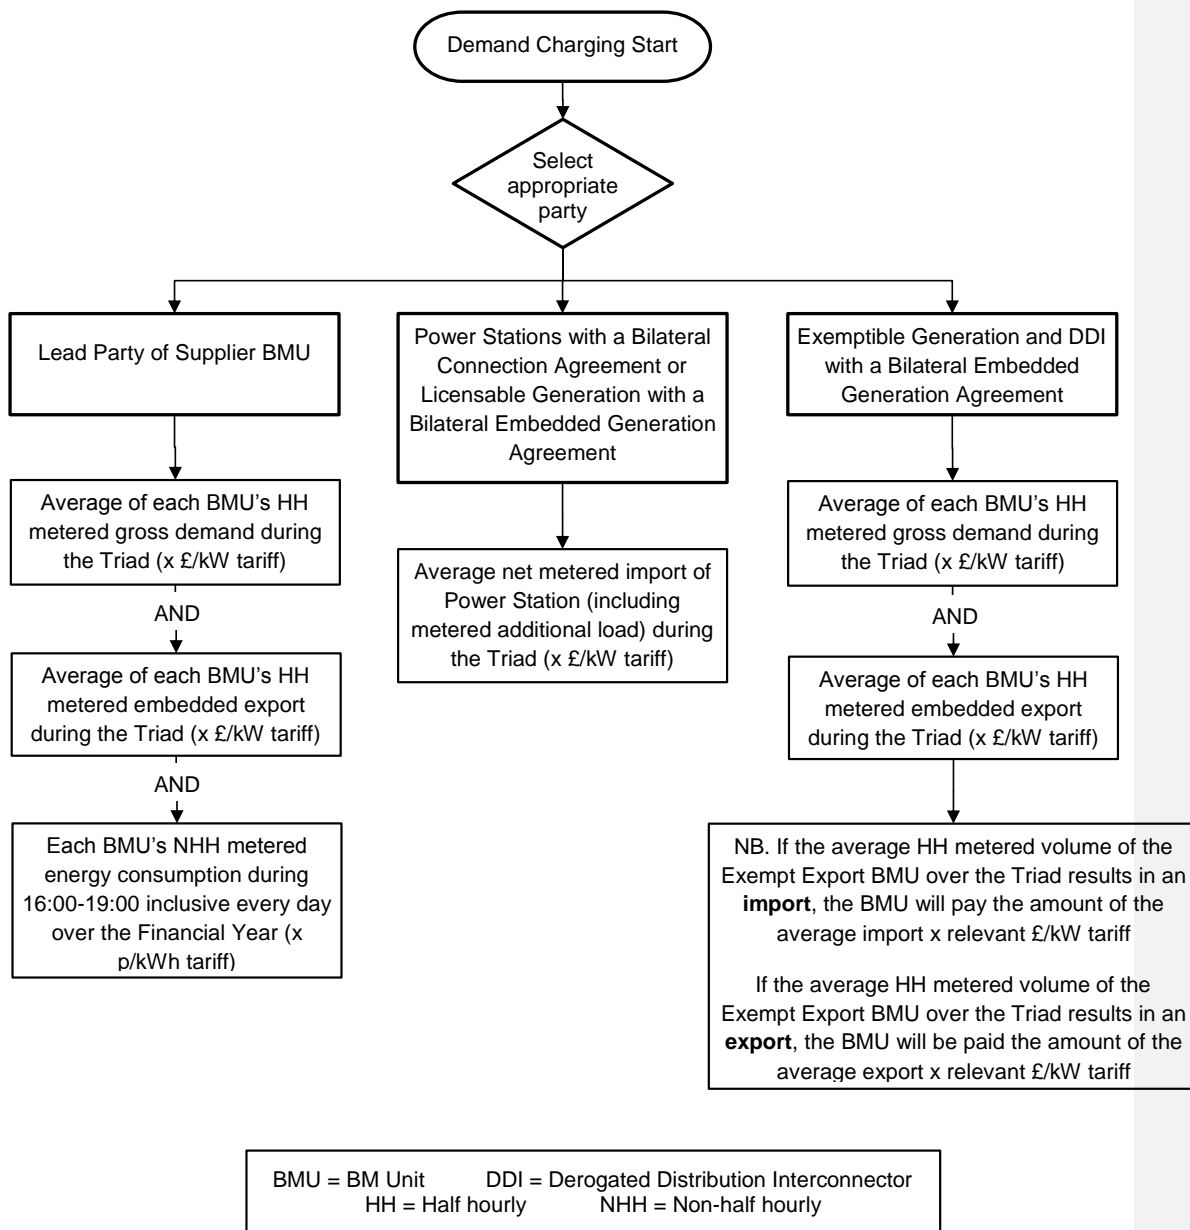 Demand Charging Start
Select
appropriate
party
Lead Party of Supplier BMU
Power Stations with a Bilateral
Connection Agreement or
Licensable Generation with a
Bilateral Embedded Generation
Agreement
Exemptible Generation and DDI
with a Bilateral Embedded
Generation Agreement
Average of each BMU's HH
metered gross demand during
the Triad (x £/kW tariff)
AND
Average of each BMU's HH
metered embedded export
during the Triad (x £/kW tariff)
AND
Each BMU's NHH metered
energy consumption during
16:00-19:00 inclusive every day
over the Financial Year (x
p/kWh tariff)
Average net metered import of
Power Station (including
metered additional load) during
the Triad (x £/kW tariff)
Average of each BMU's HH
metered gross demand during
the Triad (x £/kW tariff)
AND
Average of each BMU's HH
metered embedded export
during the Triad (x £/kW tariff)
NB. If the average HH metered volume of the
Exempt Export BMU over the Triad results in an
import, the BMU will pay the amount of the
average import x relevant £/kW tariff
If the average HH metered volume of the
Exempt Export BMU over the Triad results in an
export, the BMU will be paid the amount of the
average export x relevant £/kW tariff
BMU = BM Unit DDI = Derogated Distribution Interconnector
HH = Half hourly NHH = Non-half hourly